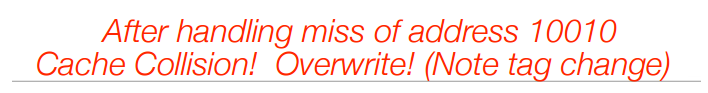 After handling miss of address 10010
Cache Collision! Overwrite! (Note tag change)